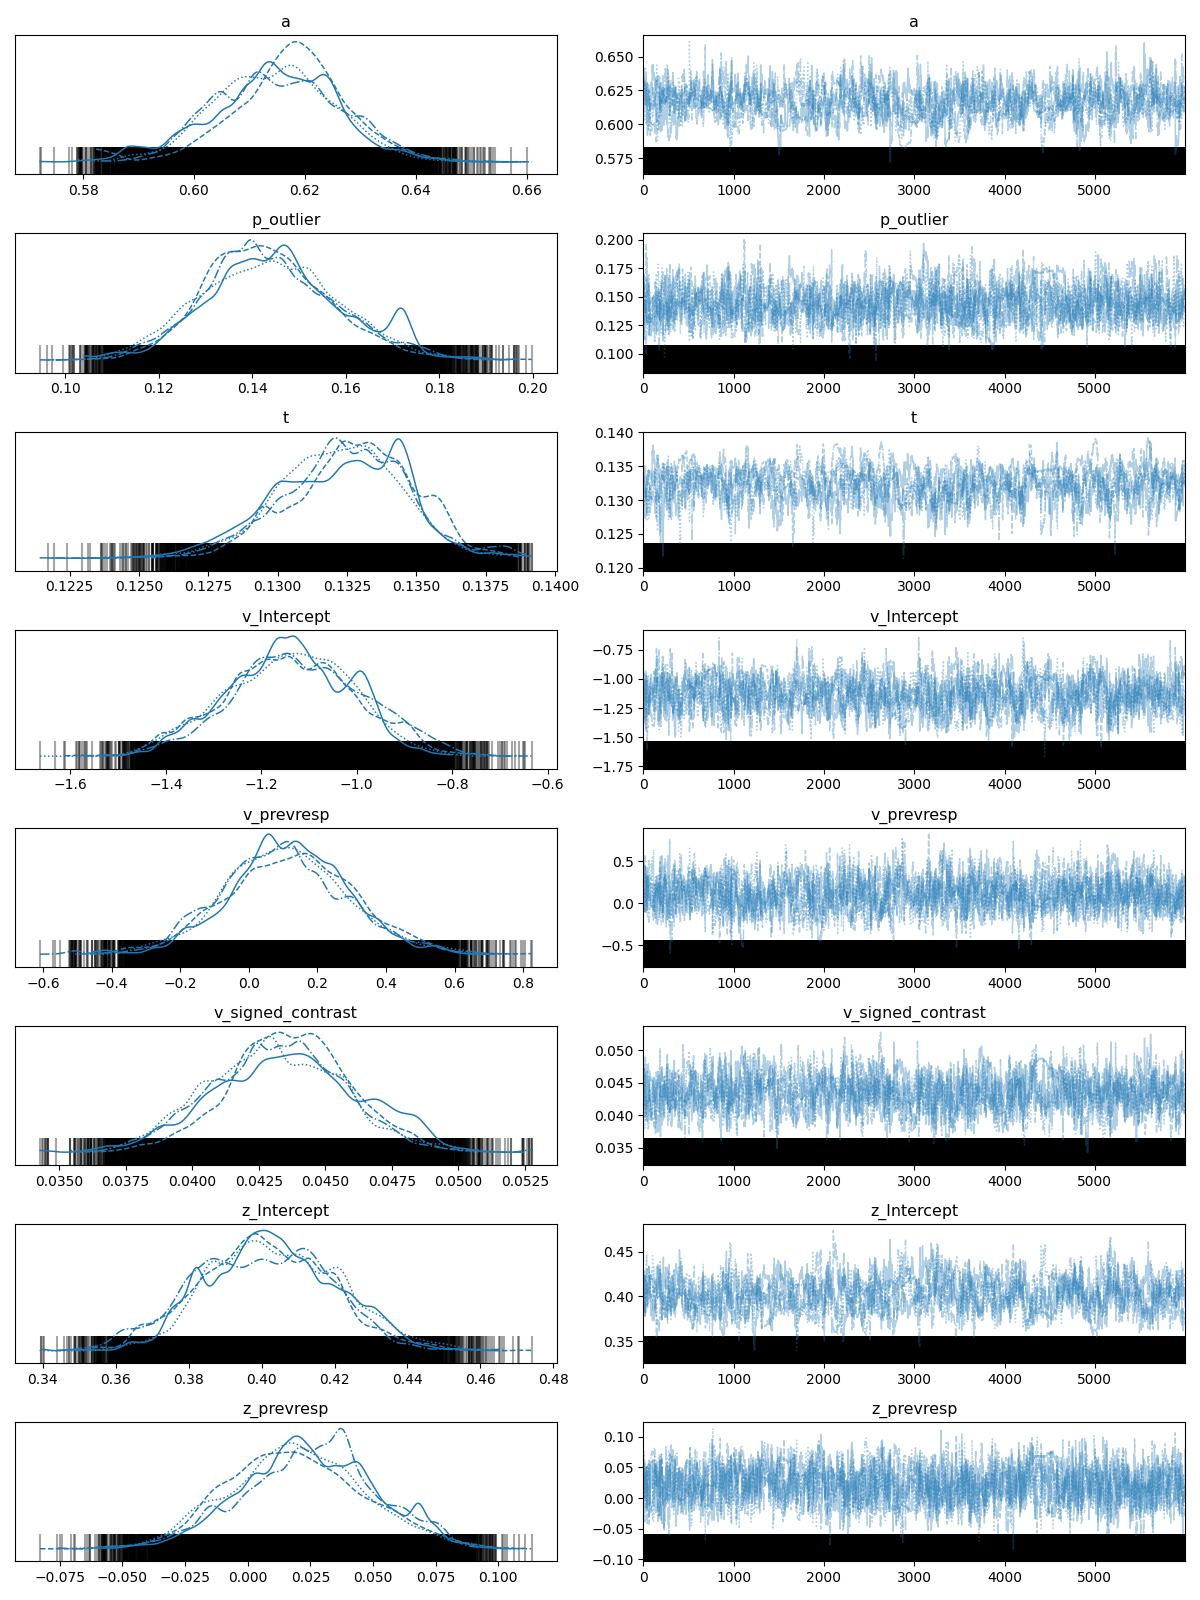 a
a
0.58 0.60 0.62 0.64 0.66
0.650
0.625
0.600
0.575
0 1000 2000 3000 4000 5000
p_outlier
p_outlier
0.10 0.12 0.14 0.16 0.18 0.20
0.200
0.175
0.150
0.125
0.100
0 1000 2000 3000 4000 5000
t
t
0.1225 0.1250 0.1275 0.1300 0.1325 0.1350 0.1375 0.1400
0.140
0.135
0.130
0.125
0.120
0 1000 2000 3000 4000 5000
v_Intercept
v_Intercept
−1.6 −1.4 −1.2 −1.0 −0.8 −0.6
−0.75
−1.00
−1.25
−1.50
−1.75
0 1000 2000 3000 4000 5000
v_prevresp
v_prevresp
−0.6 −0.4 −0.2 0.0 0.2 0.4 0.6 0.8
0.5
0.0
−0.5
0 1000 2000 3000 4000 5000
v_signed_contrast
v_signed_contrast
0.0350 0.0375 0.0400 0.0425 0.0450 0.0475 0.0500 0.0525
0.050
0.045
0.040
0.035
0 1000 2000 3000 4000 5000
z_Intercept
z_Intercept
0.34 0.36 0.38 0.40 0.42 0.44 0.46 0.48
0.45
0.40
0.35
0 1000 2000 3000 4000 5000
z_prevresp
z_prevresp
−0.075 −0.050 −0.025 0.000 0.025 0.050 0.075 0.100
0.10
0.05
0.00
−0.05
−0.10
0 1000 2000 3000 4000 5000